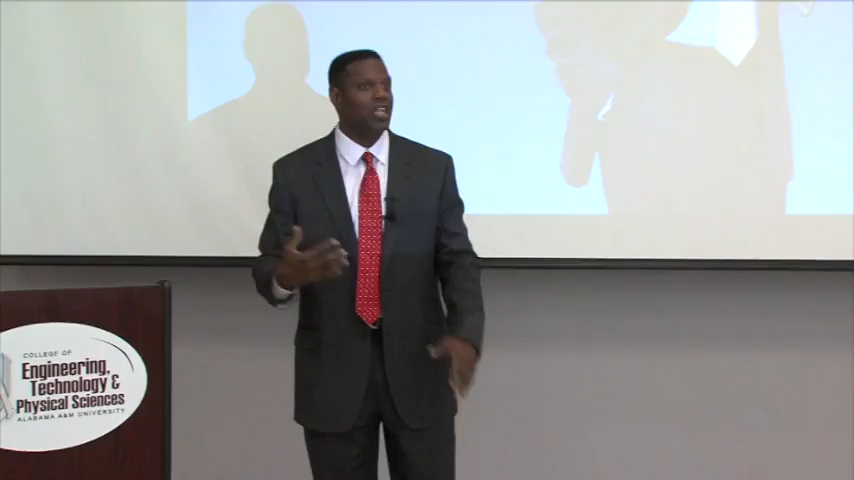 COLLEGE OF
Engineering,
Technology &
Physical Sciences
ALABAMA A&M UNIVERSITY